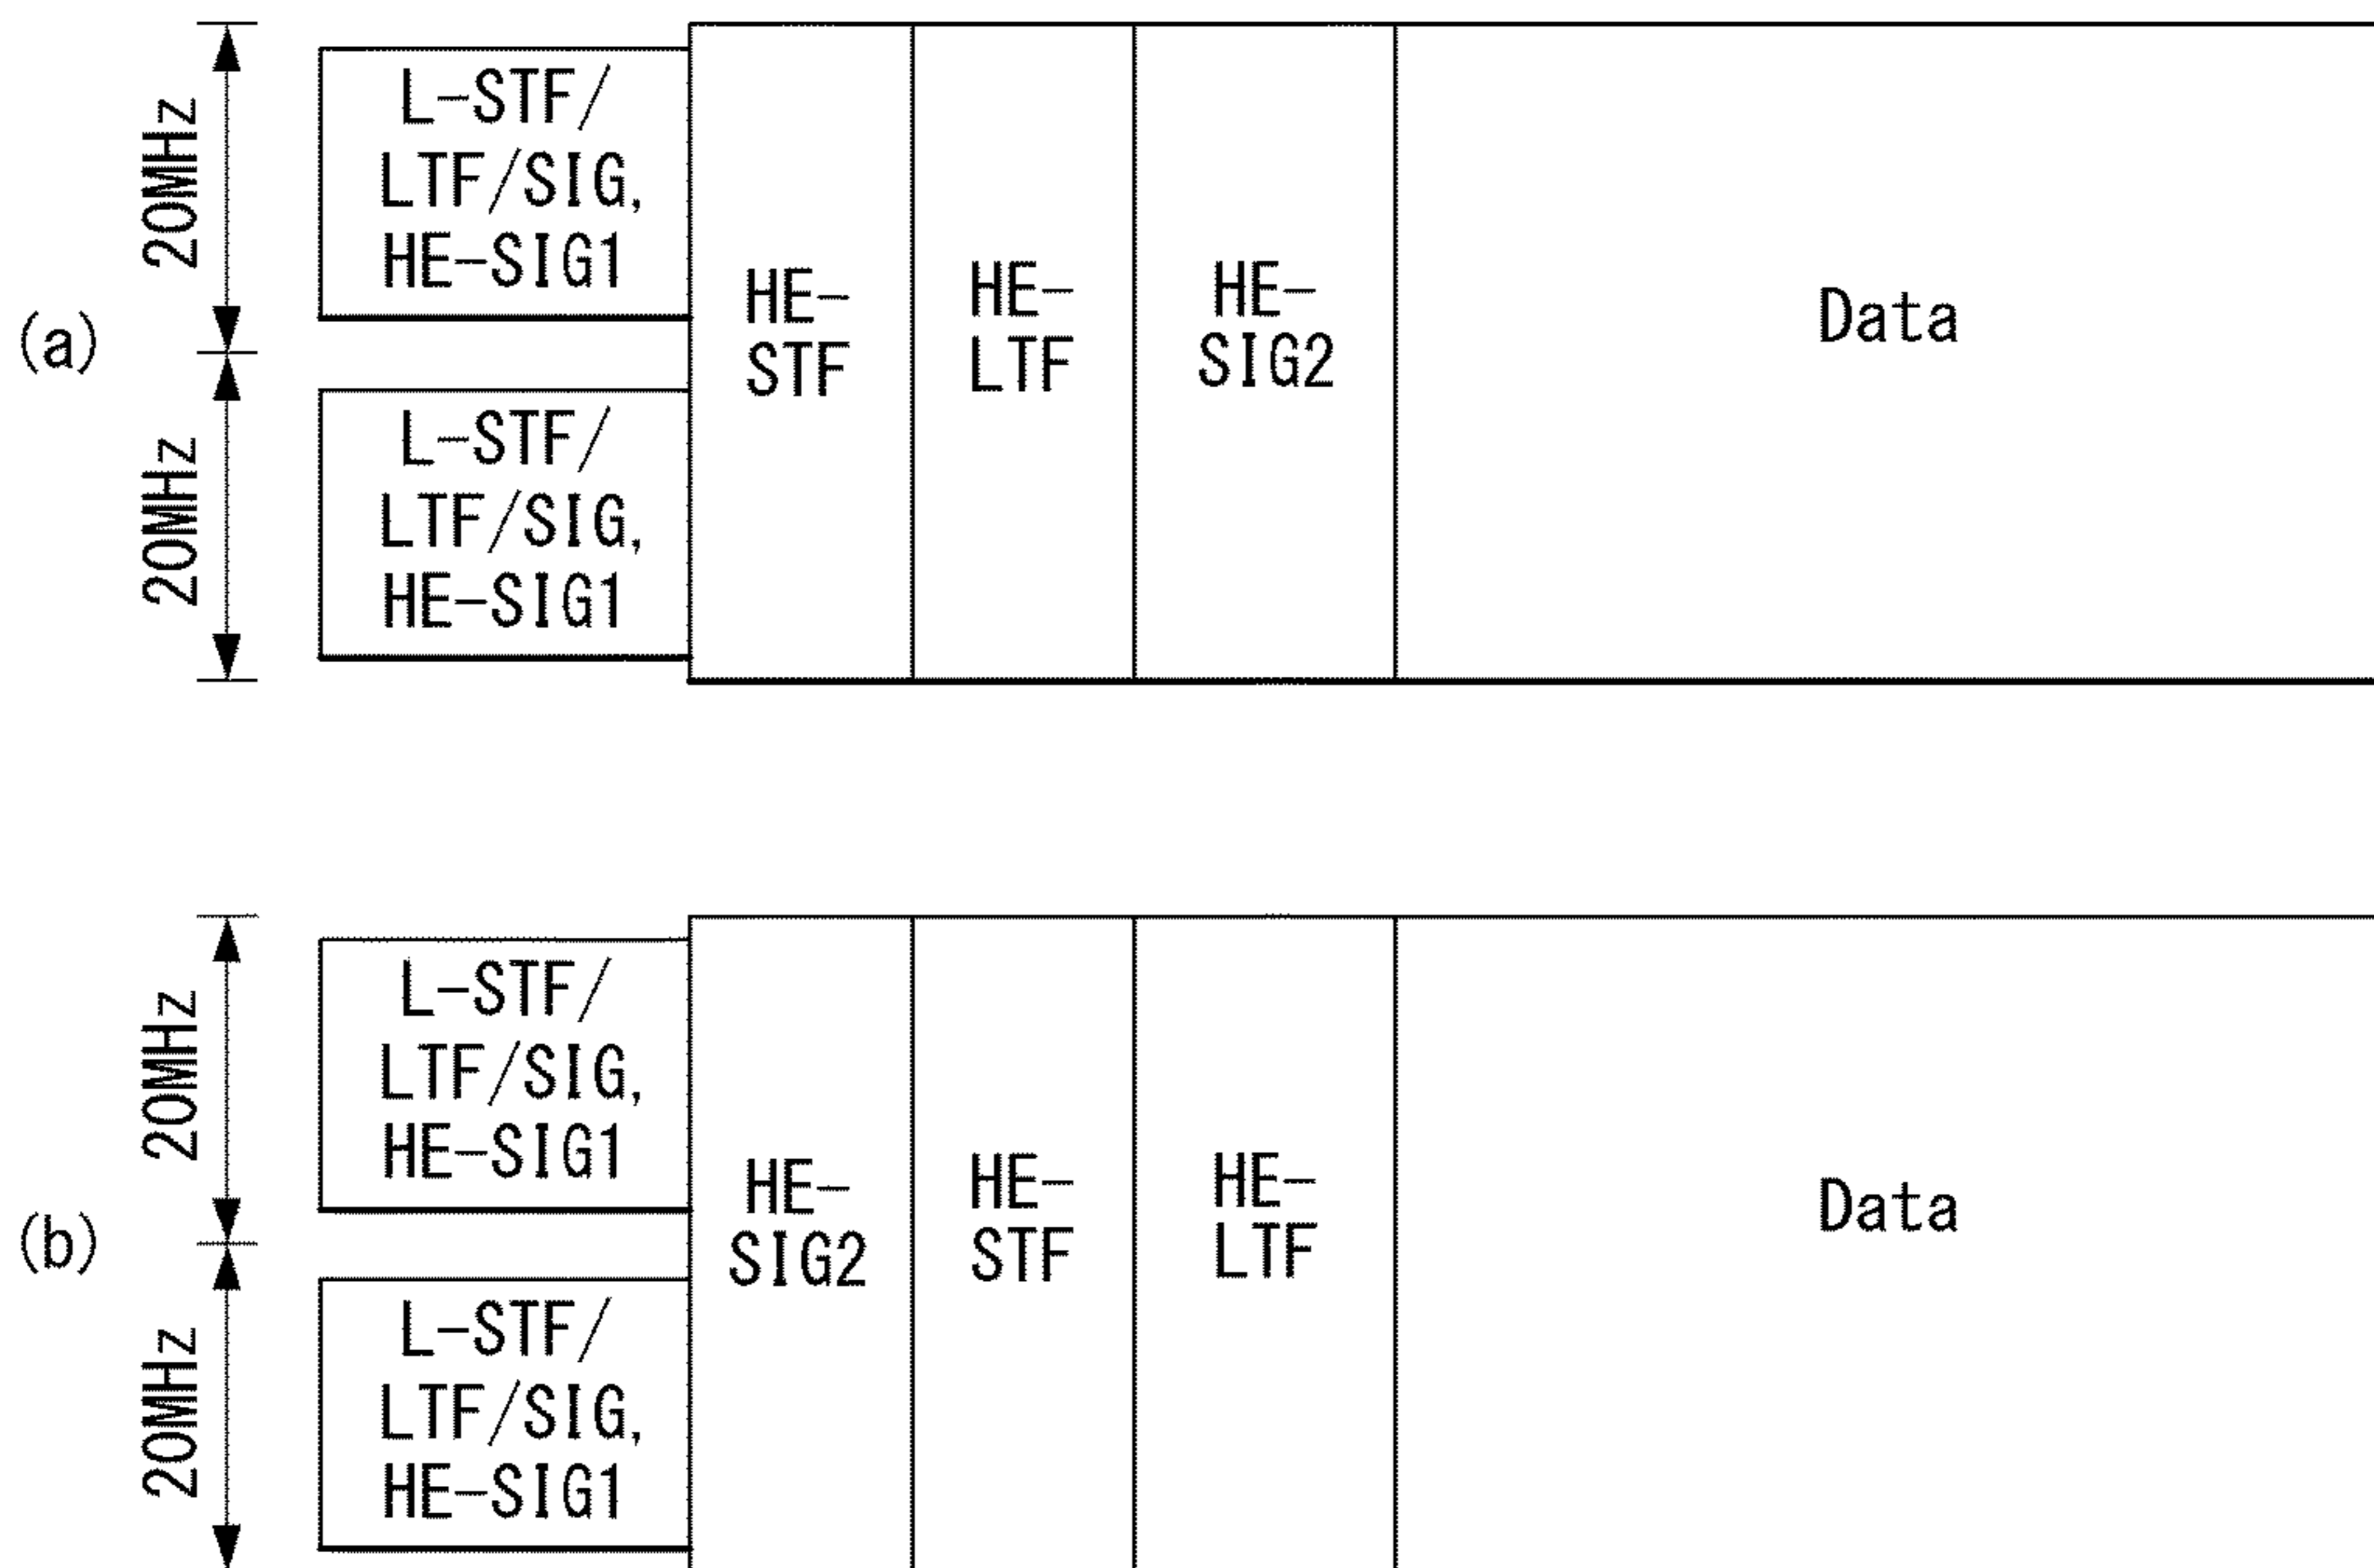 (a)
20MHz
20MHz
L-STF/
LTF/SIG,
HE-SIG1
L-STF/
LTF/SIG,
HE-SIG1
HE-
STF
HE-
LTF
HE-
SIG2
Data
(b)
20MHz
20MHz
L-STF/
LTF/SIG,
HE-SIG1
L-STF/
LTF/SIG,
HE-SIG1
HE-
SIG2
HE-
STF
HE-
LTF
Data